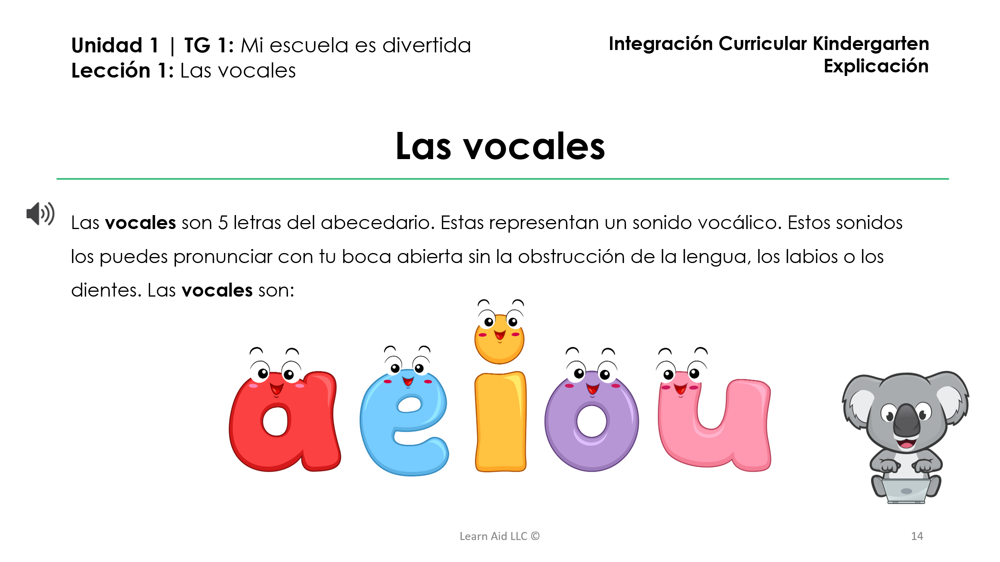 Unidad 1 | TG 1: Mi escuela es divertida
Lección 1: Las vocales
Integración Curricular Kindergarten
Explicación
Las vocales
Las vocales son 5 letras del abecedario. Estas representan un sonido vocálico. Estos sonidos
los puedes pronunciar con tu boca abierta sin la obstrucción de la lengua, los labios o los
dientes. Las vocales son:
a e i o u
Learn Aid LLC ©
14